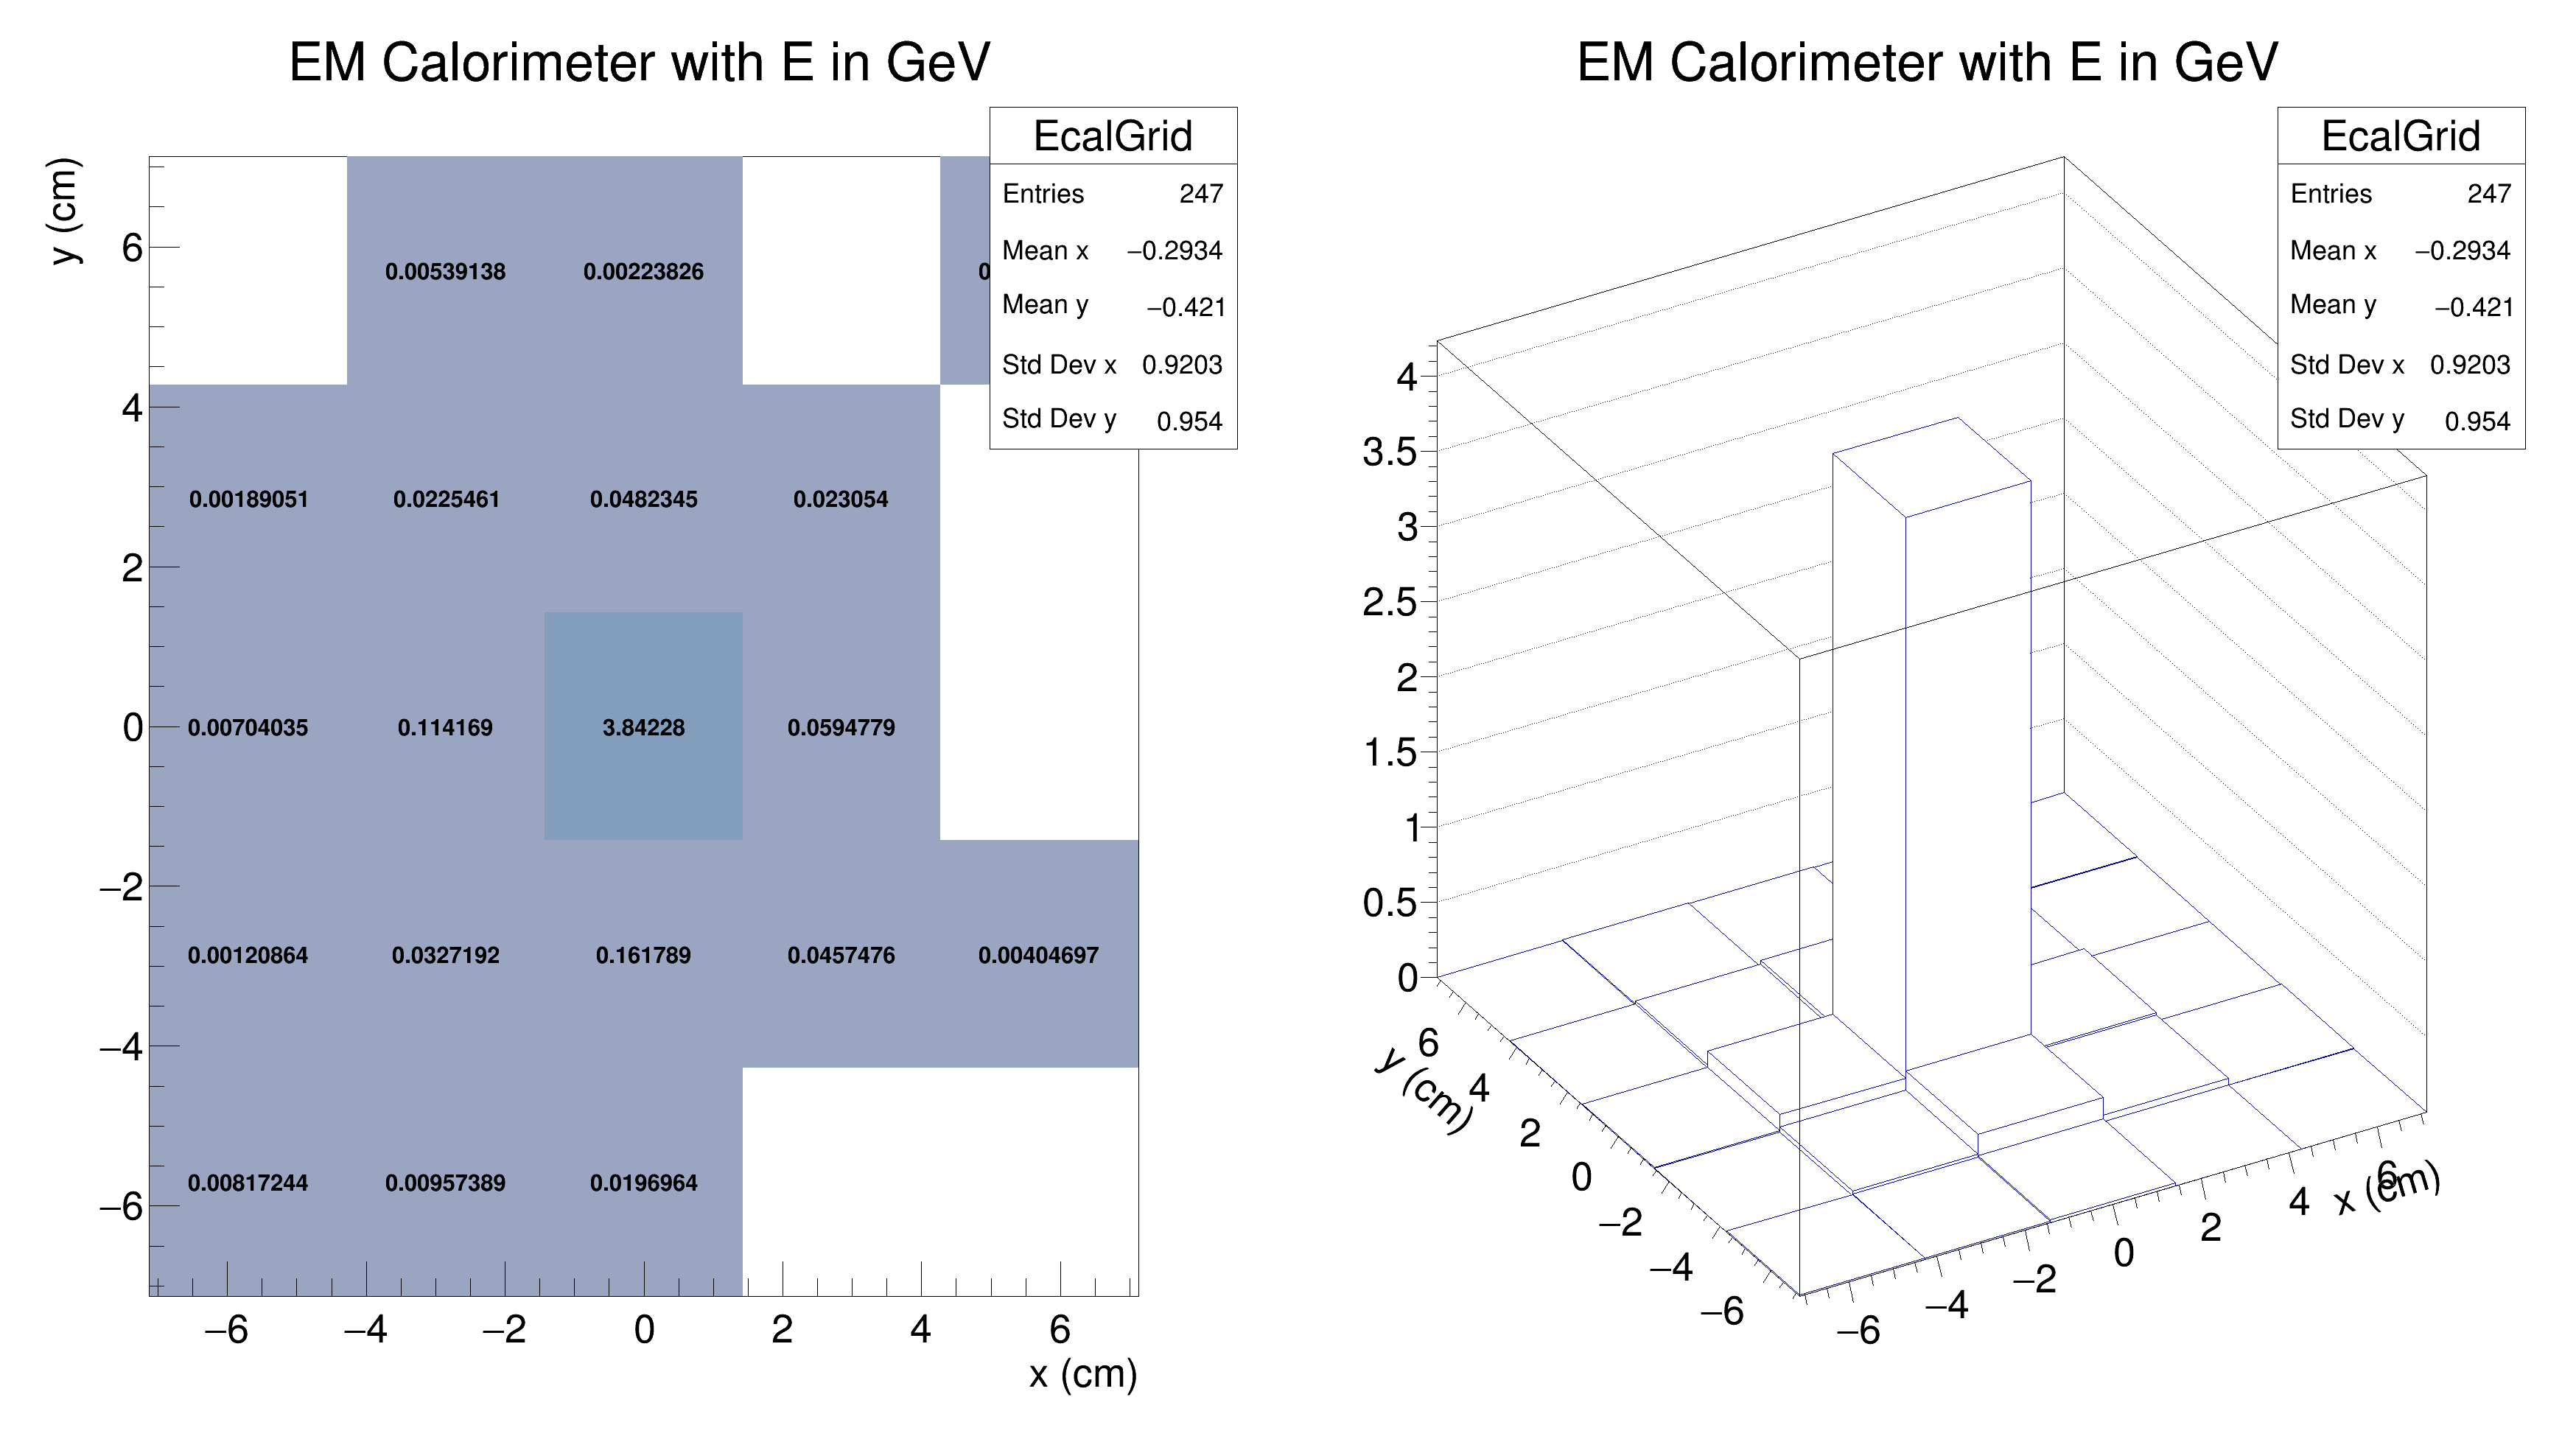 EM Calorimeter with E in GeV
EcalGrid
Entries 247
Mean x −0.2934
Mean y −0.421
Std Dev x 0.9203
Std Dev y 0.954
y (cm)
6
4
2
0
−2
−4
−6
0.00539138 0.00223826
0.00189051 0.0225461 0.0482345 0.023054
0.00704035 0.114169 3.84228 0.0594779
0.00120864 0.0327192 0.161789 0.0457476 0.00404697
0.00817244 0.00957389 0.0196964
−6 −4 −2 0 2 4 6
x (cm)
EM Calorimeter with E in GeV
EcalGrid
Entries 247
Mean x −0.2934
Mean y −0.421
Std Dev x 0.9203
Std Dev y 0.954
4
3.5
3
2.5
2
1.5
1
0.5
0
y (cm)
6
4
2
0
−2
−4
−6
−6
−4
−2
0
2
4
6
x (cm)